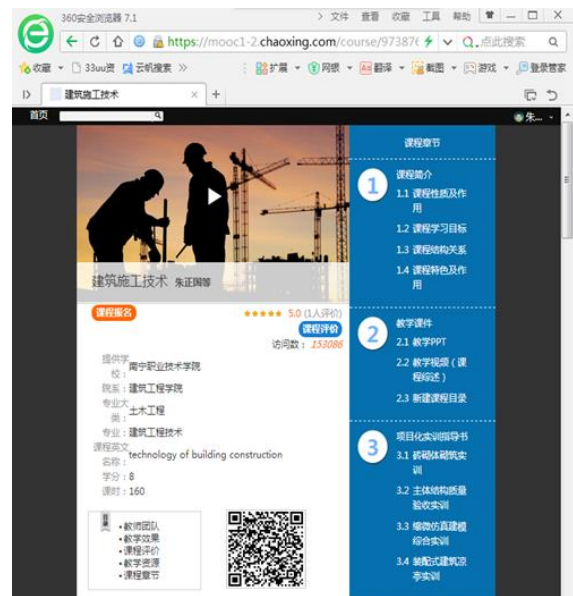 360安全浏览器 7.1
文件 查看 收藏 工具 帮助
https://mooc1-2.chaoxing.com/course/973876
点此搜索
收藏 33uu资 云机搜索 »
扩展 网银 翻译 截图 游戏 登录管家
建筑施工技术
首页
朱...
建筑施工技术 朱正国等
课程报名
5.0 (1人评价)
课程评价
访问数：153086
提供学校：南宁职业技术学院
院系：建筑工程学院
专业大类：土木工程
专业：建筑工程技术
课程英文名称：technology of building construction
学分：8
课时：160
目录
•教师团队
•教学效果
•课程评价
•教学资源
•课程章节
课程章节
1
课程简介
1.1 课程性质及作
用
1.2 课程学习目标
1.3 课程结构关系
1.4 课程特色及作
用
2
教学课件
2.1 教学PPT
2.2 教学视频（课
程综述）
2.3 新建课程目录
3
项目化实训指导书
3.1 砖砌体砌筑实
训
3.2 主体结构质量
验收实训
3.3 缩微仿真建模
综合实训
3.4 装配式建筑凉
亭实训